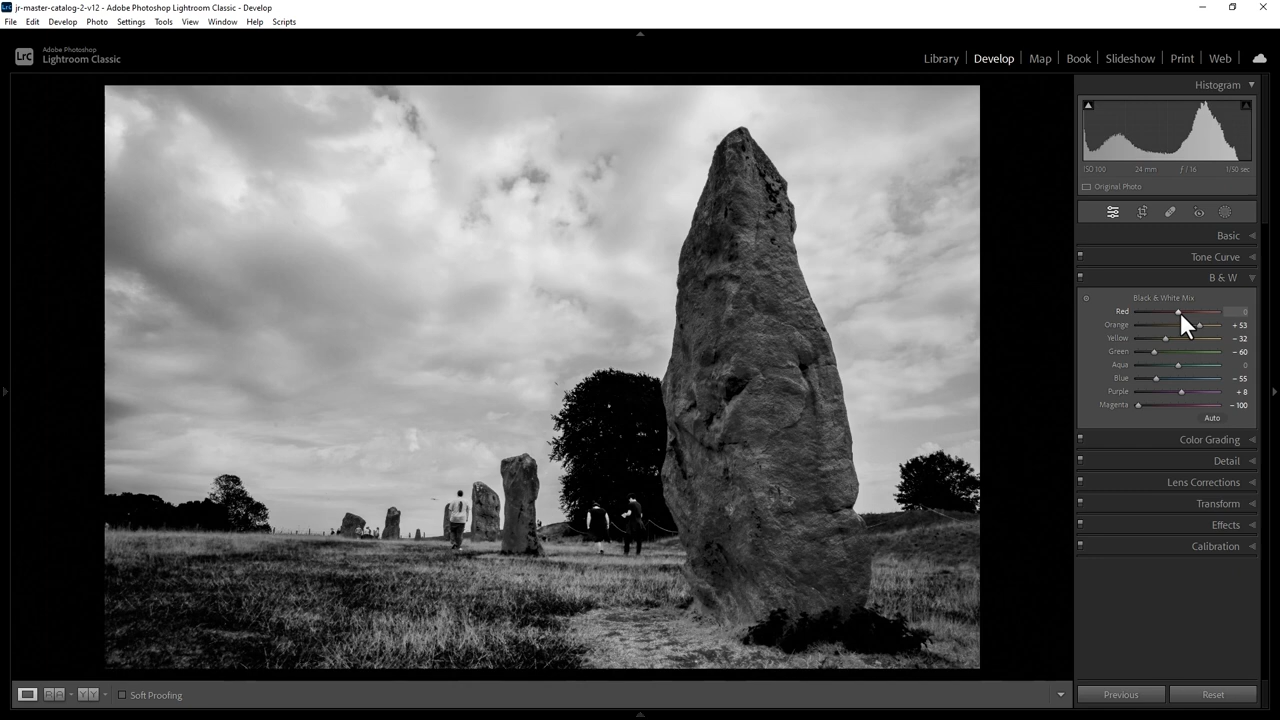 jr-master-catalog-2-v12 - Adobe Photoshop Lightroom Classic - Develop
File Edit Develop Photo Settings Tools View Window Help Scripts
Lrc
Adobe Photoshop
Lightroom Classic
Library | Develop | Map | Book | Slideshow | Print | Web |
Histogram
ISO 100 24 mm ƒ / 16 1/50 sec
Original Photo
Basic
Tone Curve
B & W
Black & White Mix
Red 0
Orange + 53
Yellow - 32
Green - 60
Aqua 0
Blue - 55
Purple + 8
Magenta - 100
Auto
Color Grading
Detail
Lens Corrections
Transform
Effects
Calibration
R A Y Y Soft Proofing
Previous Reset